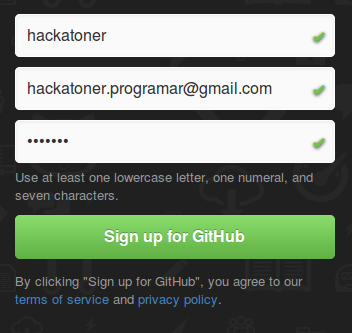 hackatoner
hackatoner.programar@gmail.com
•••••••
Use at least one lowercase letter, one numeral, and
seven characters.
Sign up for GitHub
By clicking "Sign up for GitHub", you agree to our
terms of service and privacy policy.